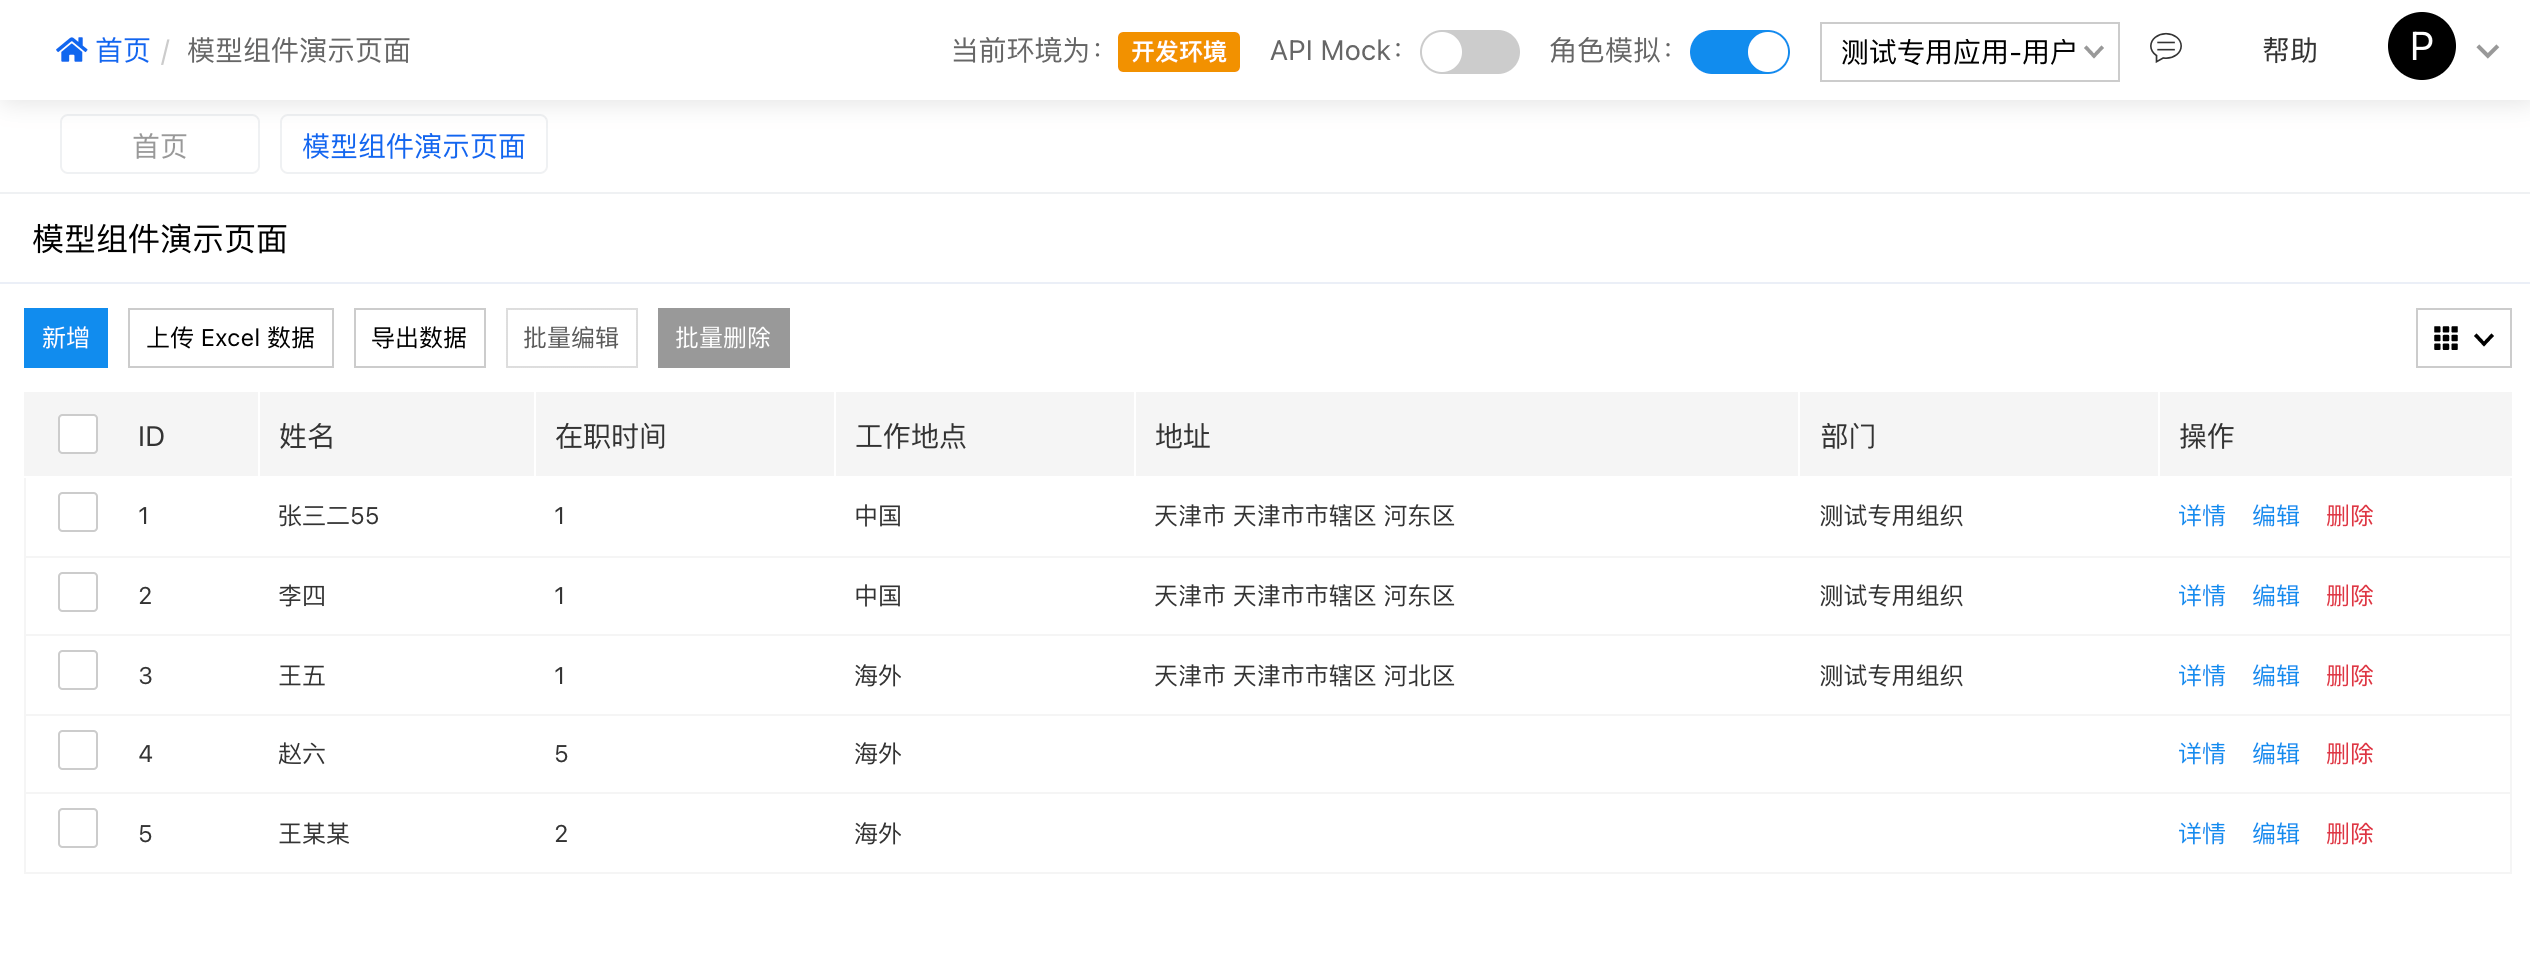 首页 / 模型组件演示页面 当前环境为: 开发环境 API Mock: 角色模拟: 测试专用应用-用户 帮助 P
首页 模型组件演示页面
模型组件演示页面
新增 上传 Excel 数据 导出数据 批量编辑 批量删除
ID 姓名 在职时间 工作地点 地址 部门 操作
1 张三二55 1 中国 天津市 天津市市辖区 河东区 测试专用组织 详情 编辑 删除
2 李四 1 中国 天津市 天津市市辖区 河东区 测试专用组织 详情 编辑 删除
3 王五 1 海外 天津市 天津市市辖区 河北区 测试专用组织 详情 编辑 删除
4 赵六 5 海外 详情 编辑 删除
5 王某某 2 海外 详情 编辑 删除